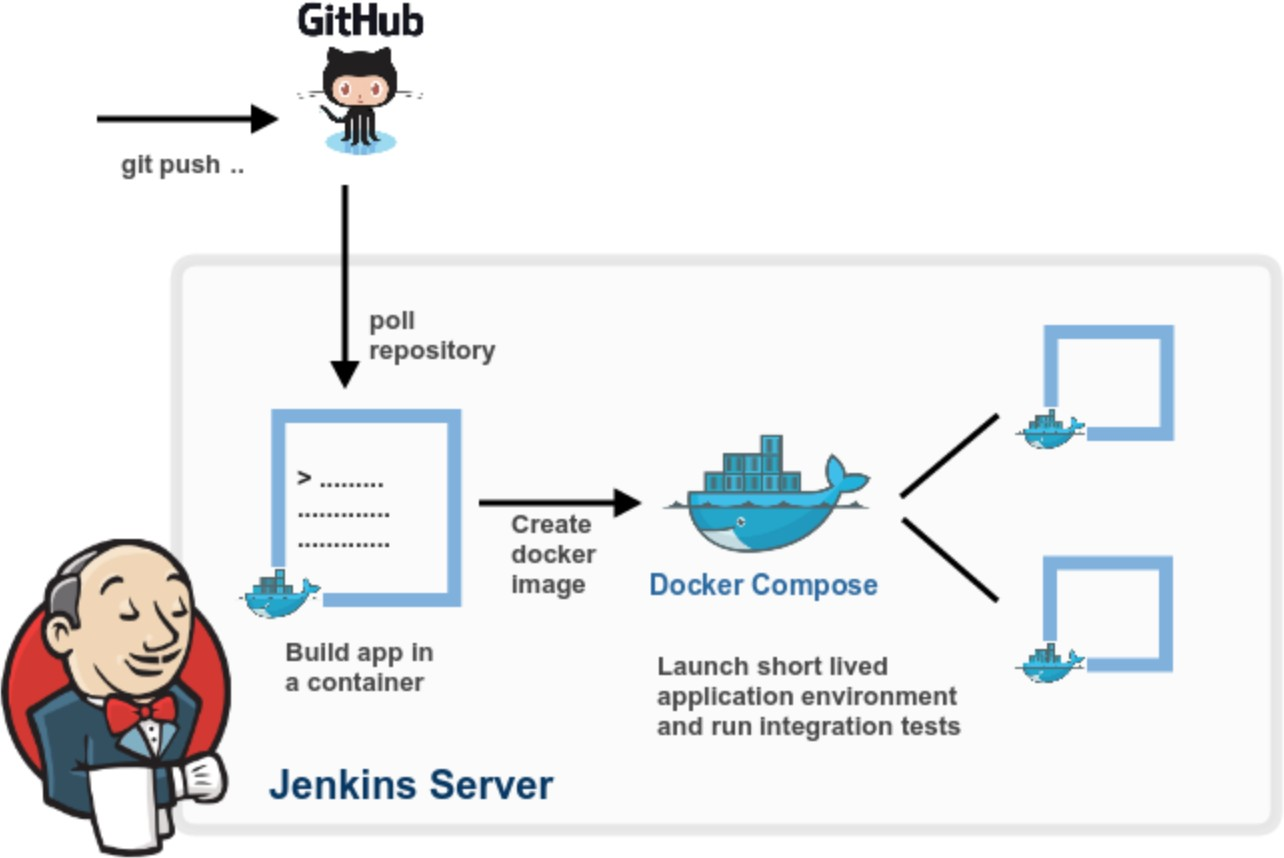 GitHub
git push ..
poll
repository
> .........
.............
.............
Create
docker
image
Docker Compose
Build app in
a container
Launch short lived
application environment
and run integration tests
Jenkins Server